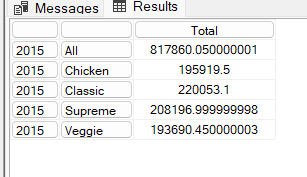 Messages Results
Total
2015 All 817860.050000001
2015 Chicken 195919.5
2015 Classic 220053.1
2015 Supreme 208196.999999998
2015 Veggie 193690.450000003